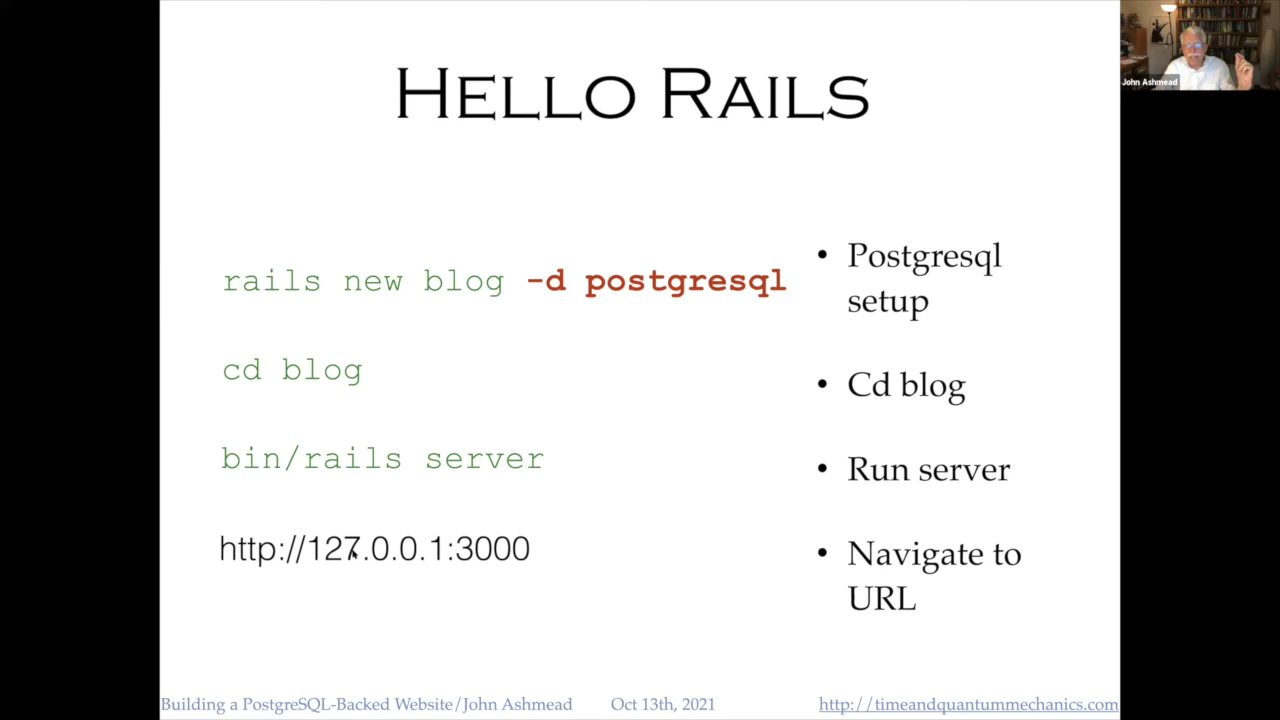 HELLO RAILS
John Ashmead
rails new blog -d postgresql
cd blog
bin/rails server
http://127.0.0.1:3000
• Postgresql
setup
• Cd blog
• Run server
• Navigate to
URL
Building a PostgreSQL-Backed Website/John Ashmead
Oct 13th, 2021
http://timeandquantummechanics.com